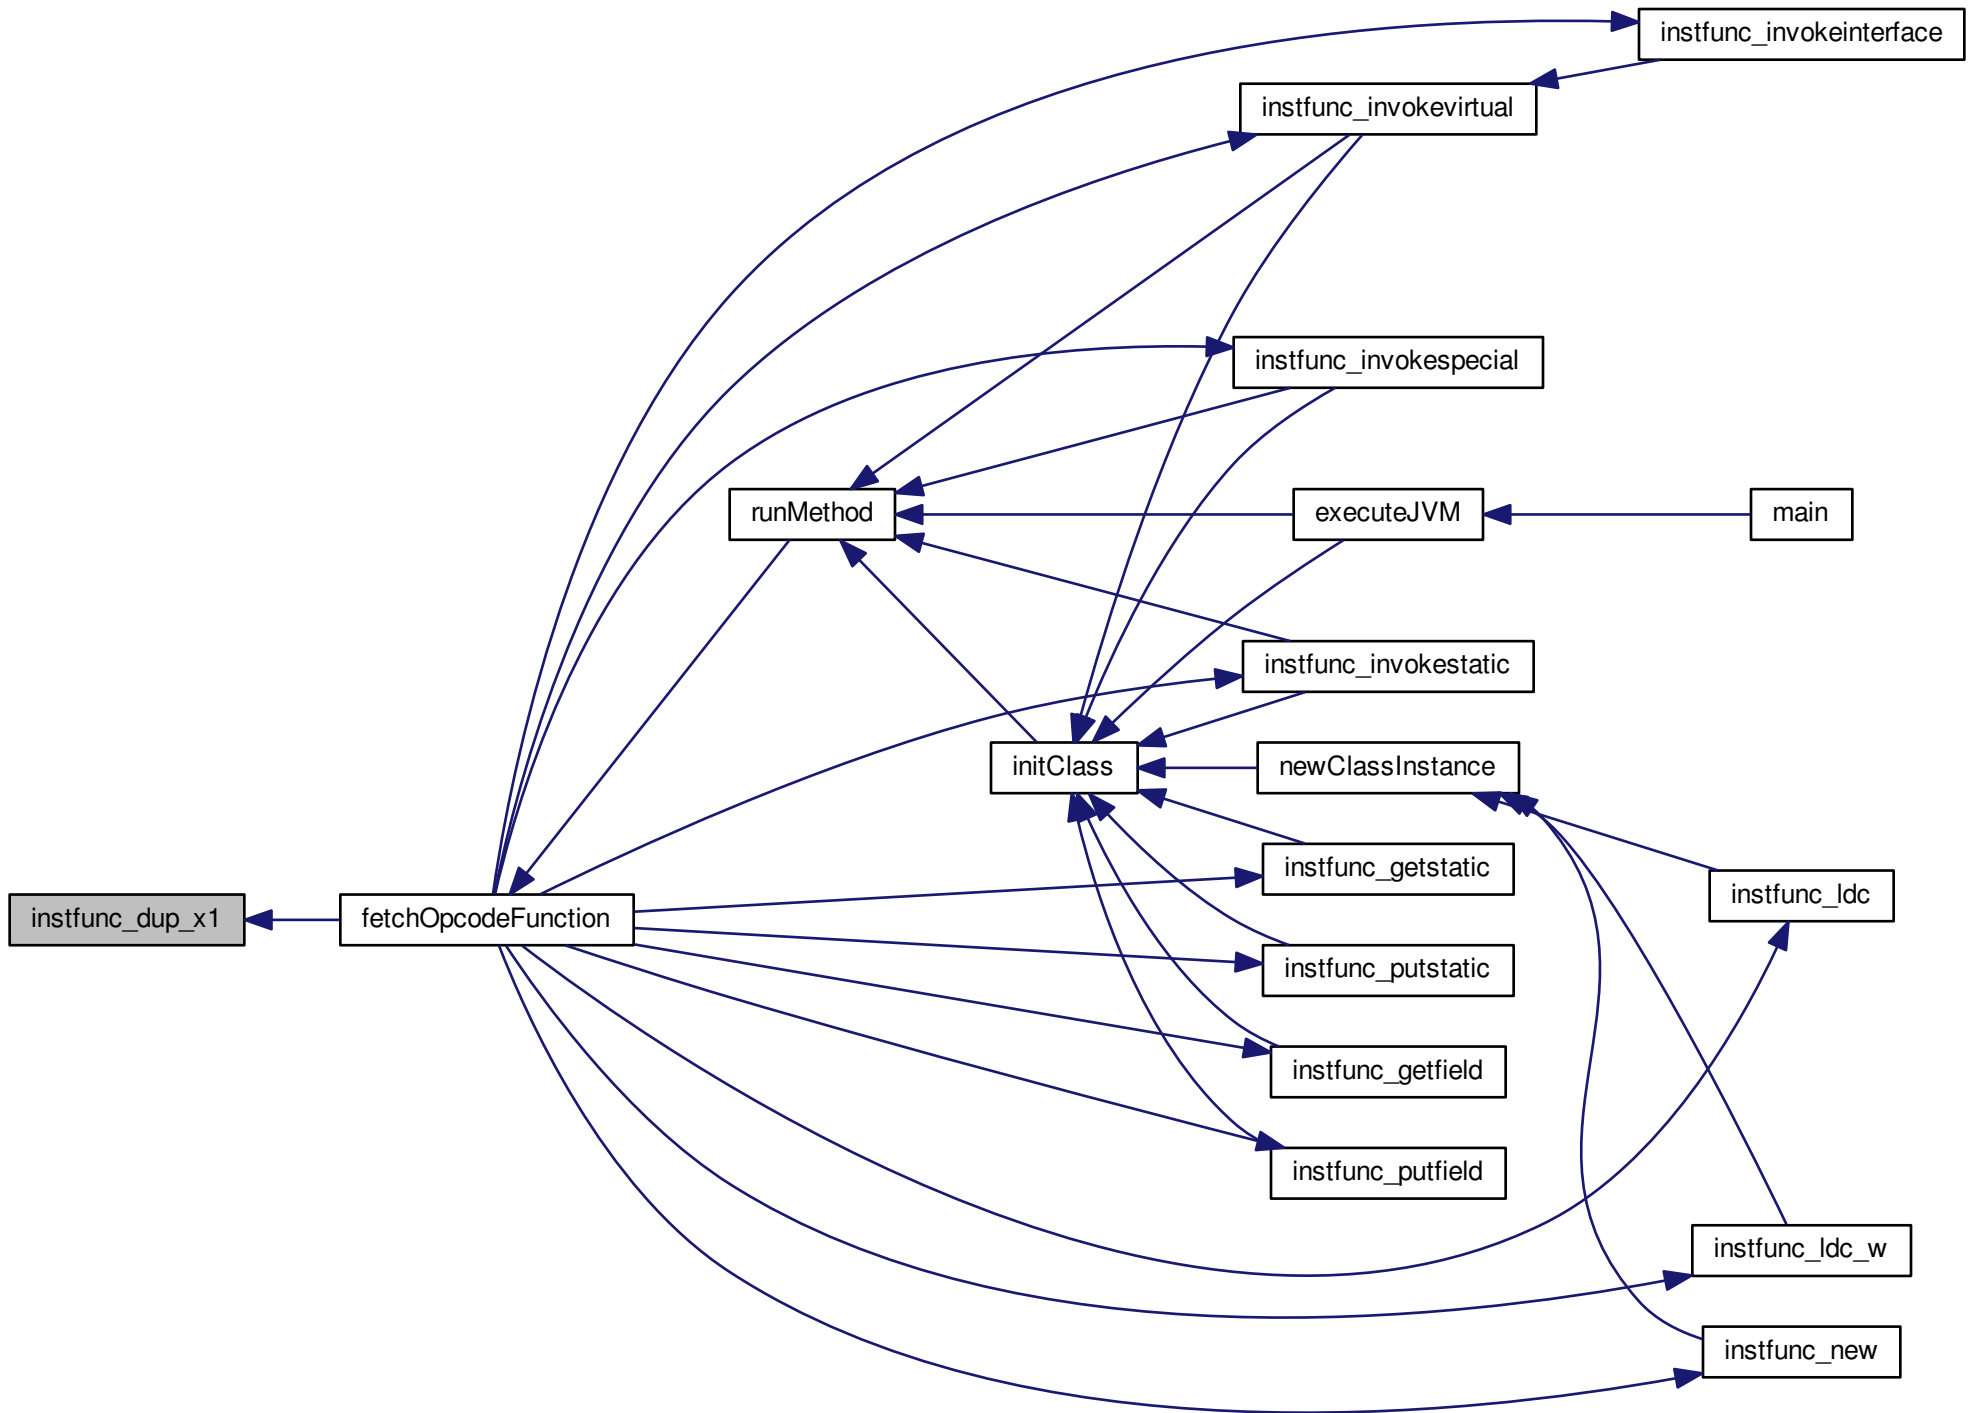 instfunc_invokeinterface
instfunc_invokevirtual
instfunc_invokespecial
runMethod
executeJVM
main
instfunc_invokestatic
initClass
newClassInstance
instfunc_getstatic
instfunc_ldc
instfunc_dup_x1
fetchOpcodeFunction
instfunc_putstatic
instfunc_getfield
instfunc_putfield
instfunc_ldc_w
instfunc_new